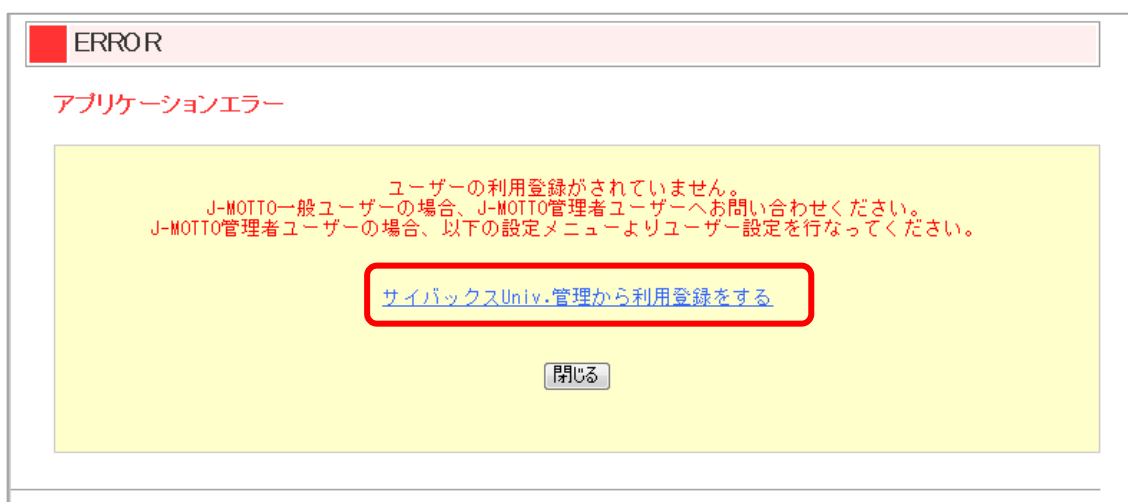 ERROR
アプリケーションエラー
ユーザーの利用登録がされていません。
J-MOTTO一般ユーザーの場合、J-MOTTO管理者ユーザーへお問い合わせください。
J-MOTTO管理者ユーザーの場合、以下の設定メニューよりユーザー設定を行なってください。
サイバックスUniv.管理から利用登録をする
閉じる